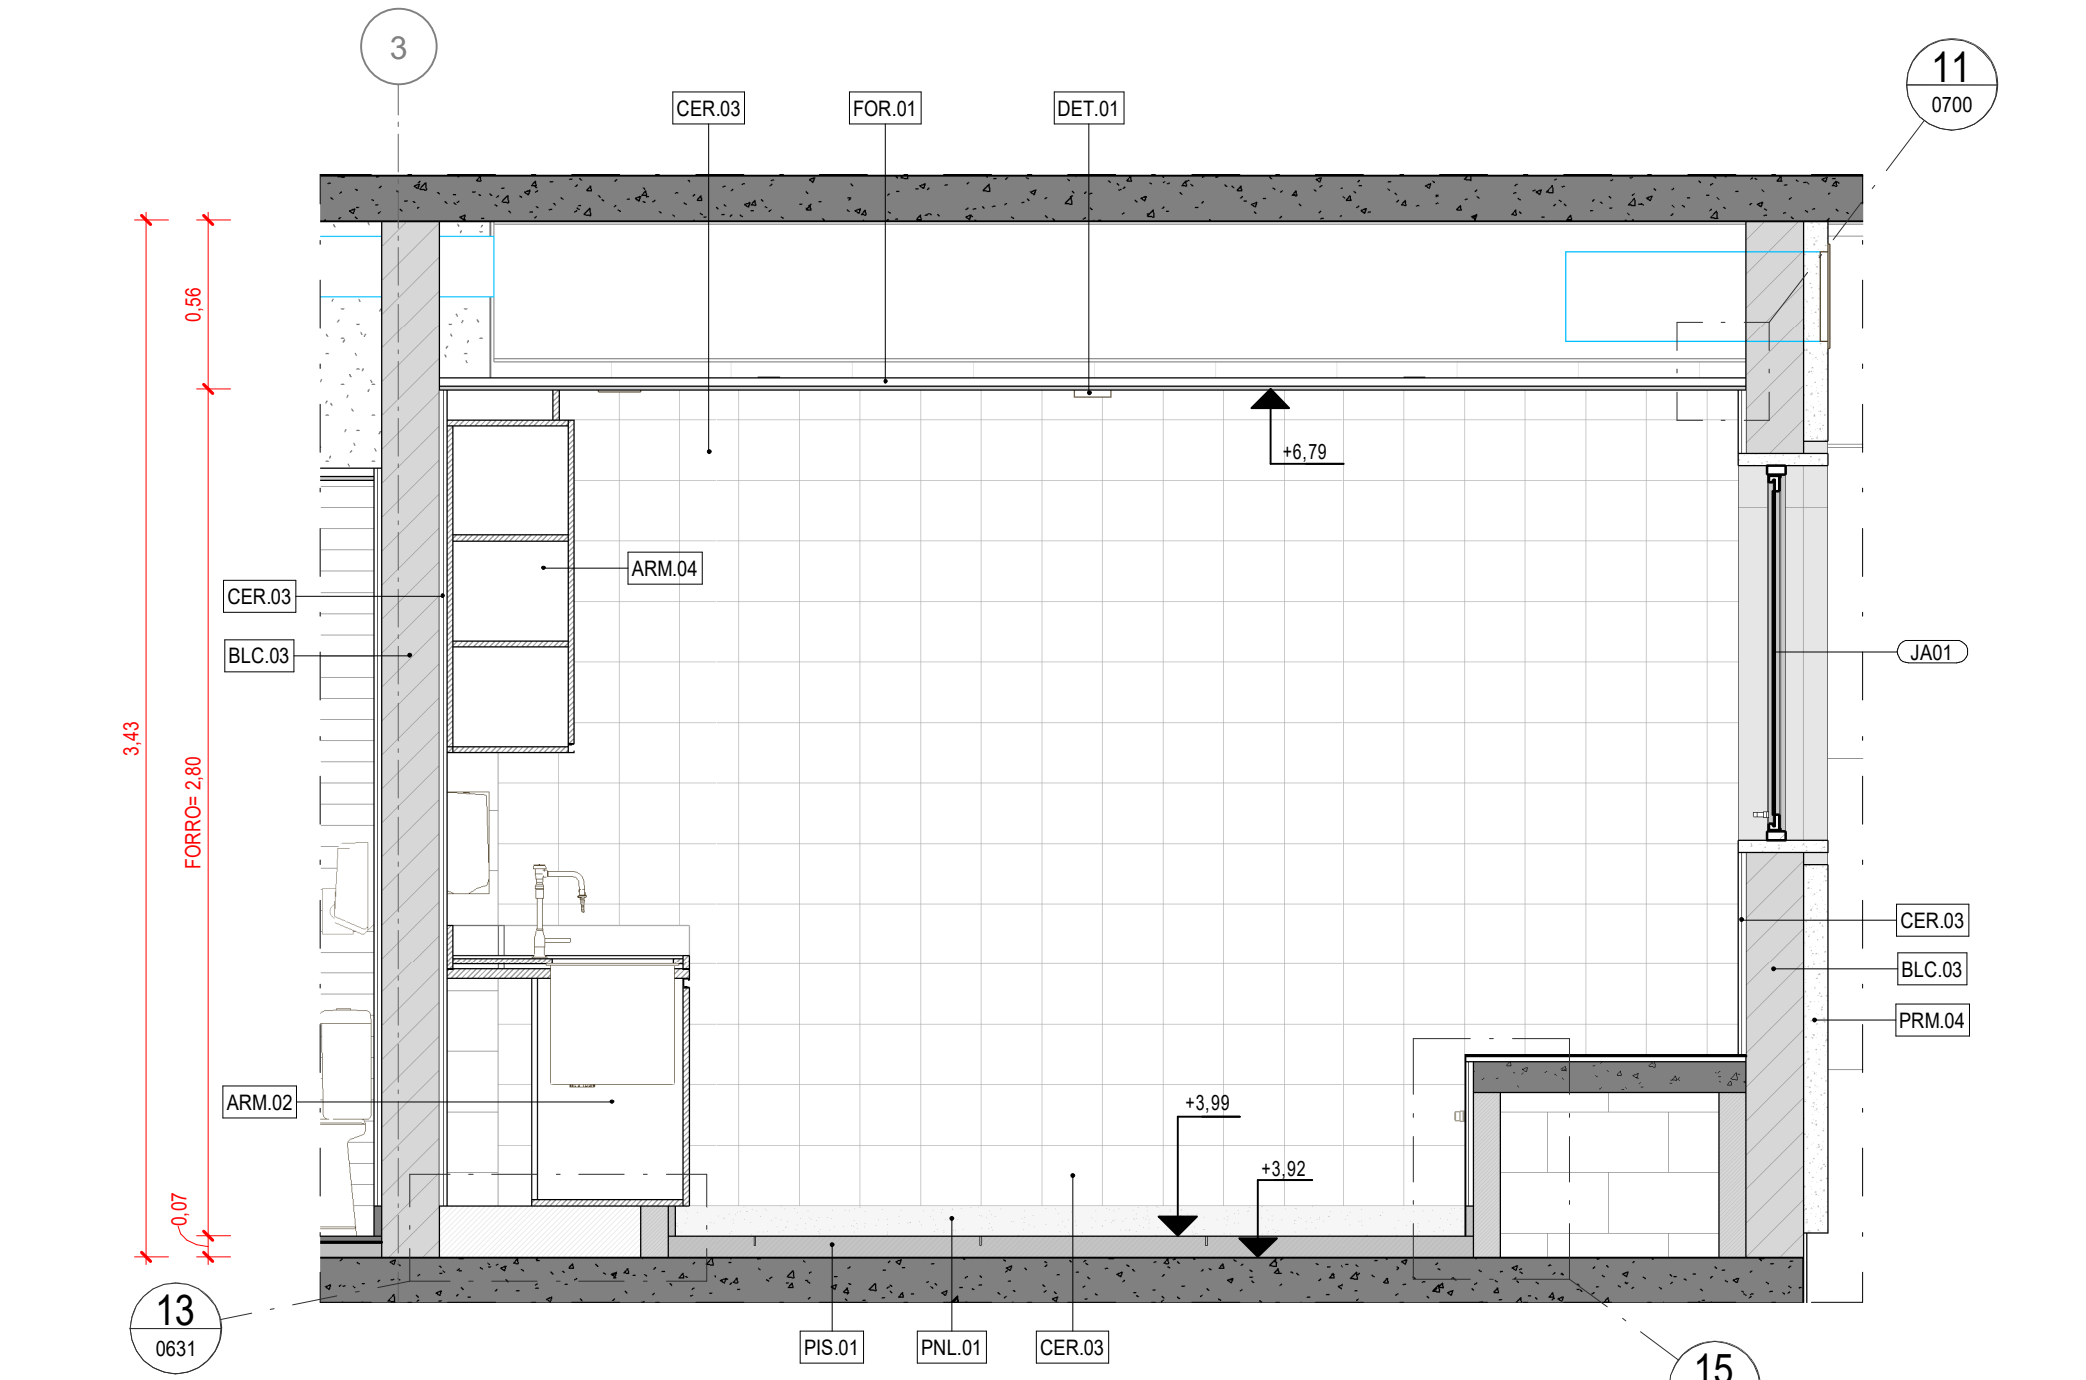 3
11
0700
CER.03
FOR.01
DET.01
0,56
+6,79
ARM.04
CER.03
BLC.03
JA01
3,43
FORRO= 2,80
CER.03
BLC.03
PRM.04
ARM.02
+3,99
+3,92
0,07
13
0631
PIS.01
PNL.01
CER.03
15